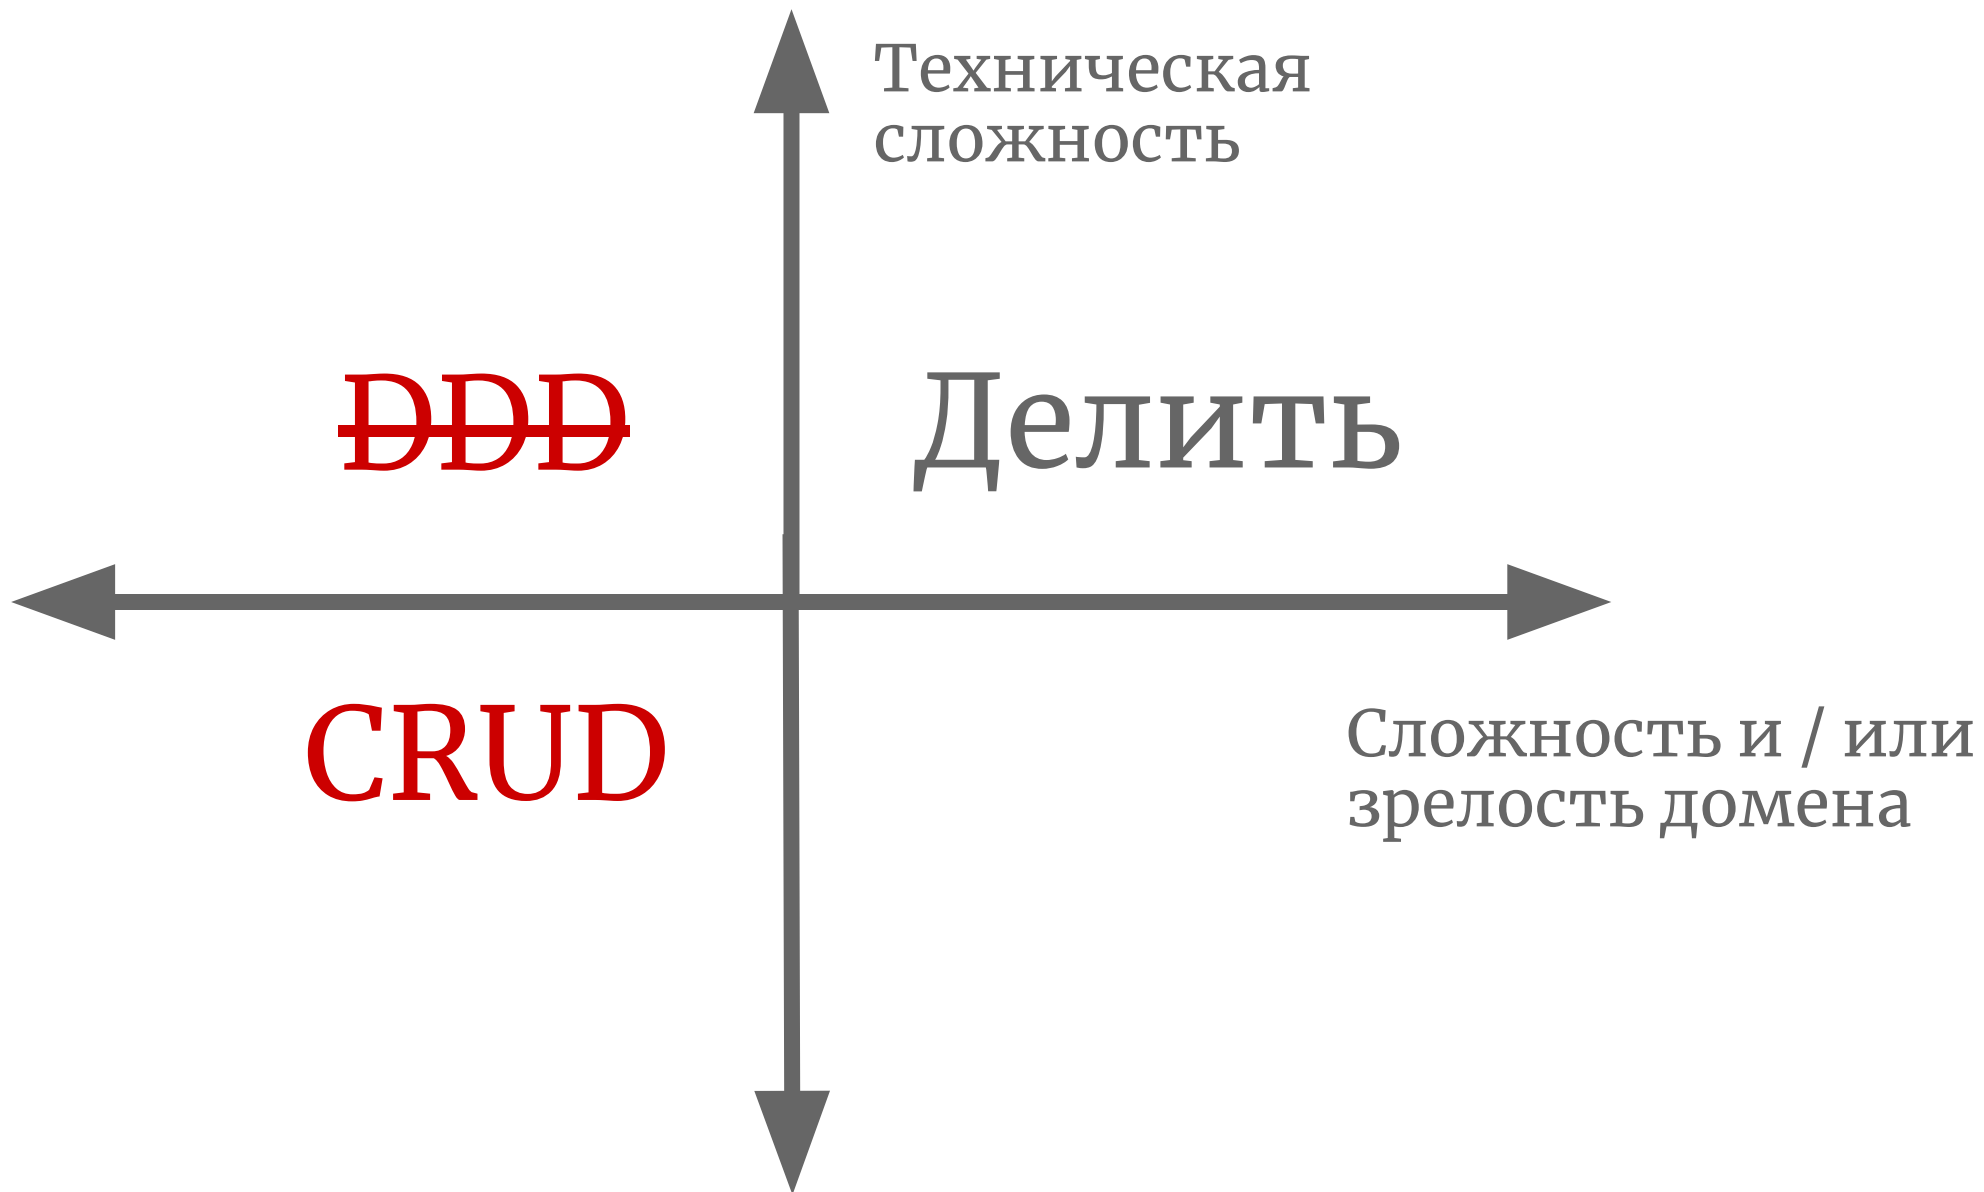 Техническая
сложность
DDD
Делить
CRUD
Сложность и / или
зрелость домена